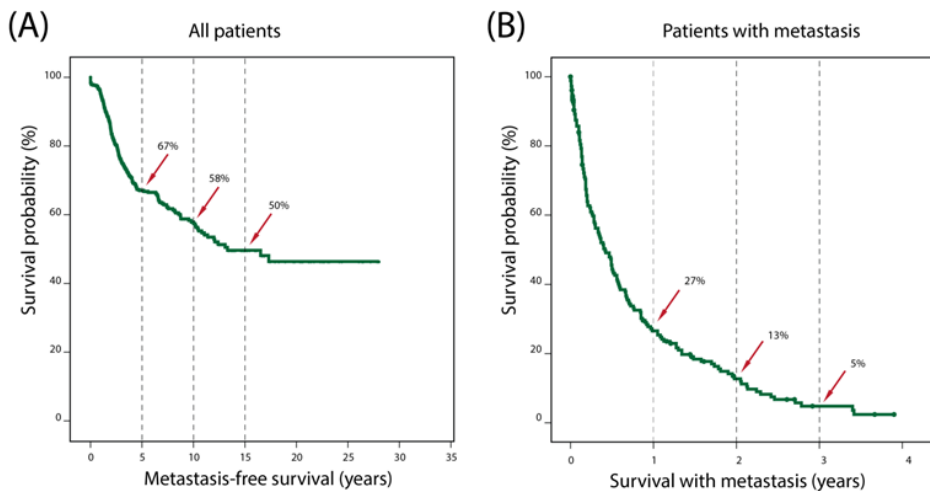 (A)
All patients
Survival probability (%)
100
80
60
40
20
0
67%
58%
50%
0 5 10 15 20 25 30 35
Metastasis-free survival (years)
(B)
Patients with metastasis
Survival probability (%)
100
80
60
40
20
0
27%
13%
5%
0 1 2 3 4
Survival with metastasis (years)